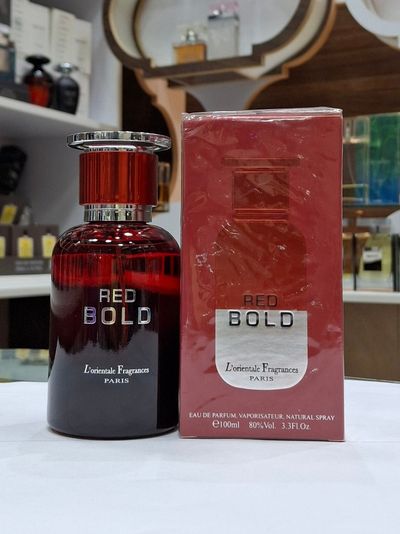 RED
BOLD
L'orientale Fragrances
PARIS
RED
BOLD
L'orientale Fragrances
PARIS
EAU DE PARFUM, VAPORISATEUR, NATURAL SPRAY
℮100ml 80%Vol. 3.3Fl.Oz.